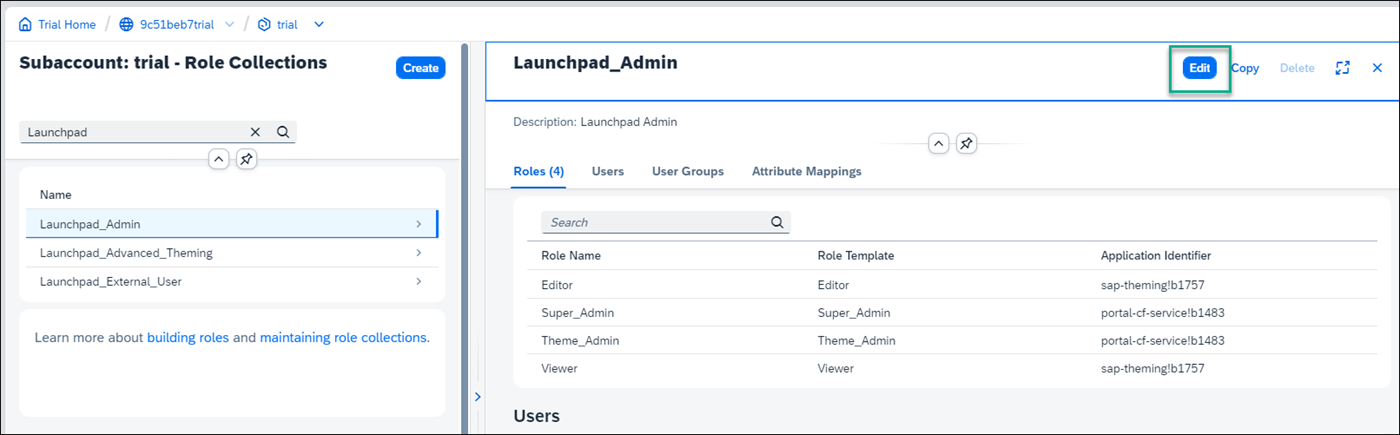 Trial Home / 9c51beb7trial / trial
Subaccount: trial - Role Collections
Create
Launchpad
Name
Launchpad_Admin
Launchpad_Advanced_Theming
Launchpad_External_User
Learn more about building roles and maintaining role collections.
Launchpad_Admin
Edit Copy Delete
Description: Launchpad Admin
Roles (4) Users User Groups Attribute Mappings
Search
Role Name Role Template Application Identifier
Editor Editor sap-theming!b1757
Super_Admin Super_Admin portal-cf-service!b1483
Theme_Admin Theme_Admin portal-cf-service!b1483
Viewer Viewer sap-theming!b1757
Users